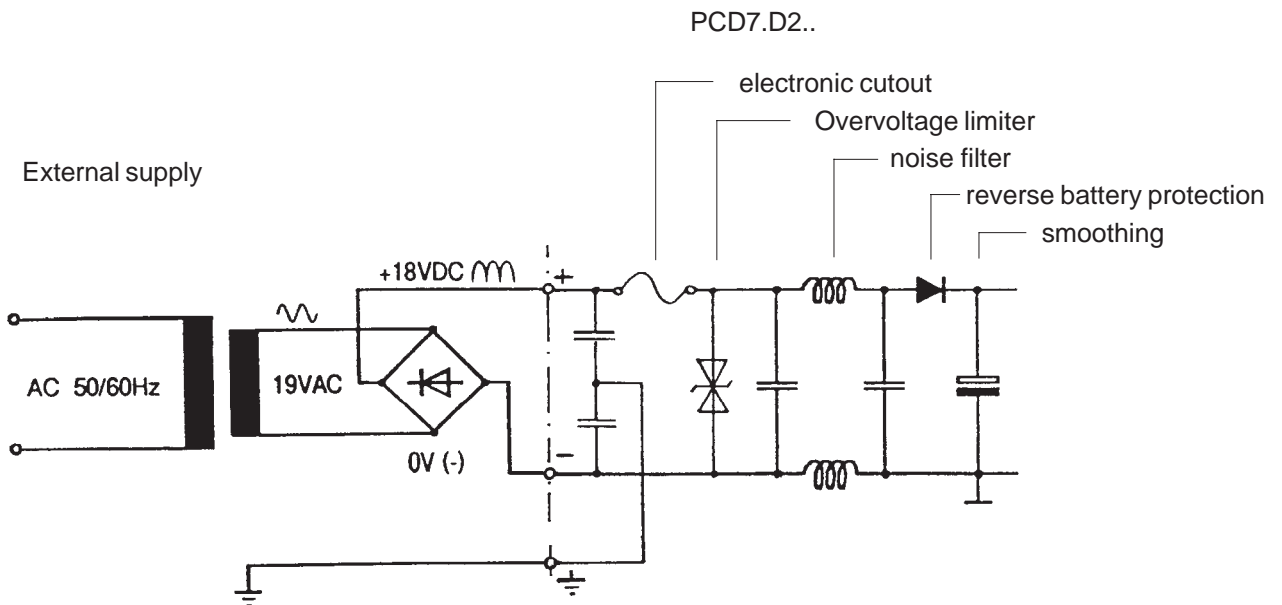 PCD7.D2..
electronic cutout
Overvoltage limiter
noise filter
External supply
reverse battery protection
smoothing
+18VDC
+
AC 50/60Hz
19VAC
0V (-)
–